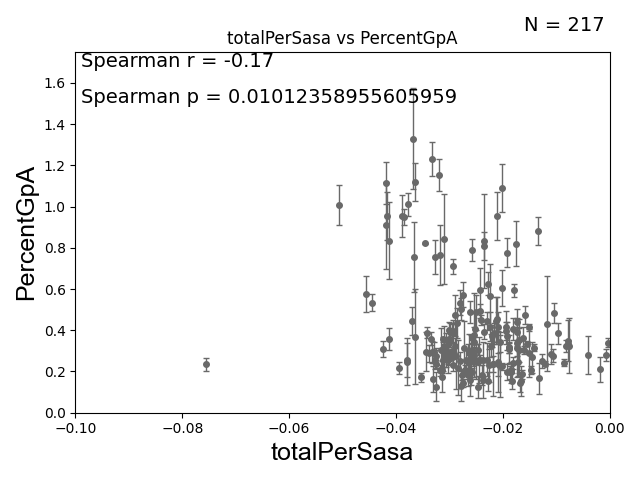 N = 217
totalPerSasa vs PercentGpA
Spearman r = -0.17
Spearman p = 0.01012358955605959
1.6
1.4
1.2
1.0
0.8
0.6
0.4
0.2
0.0
PercentGpA
−0.10 −0.08 −0.06 −0.04 −0.02 0.00
totalPerSasa